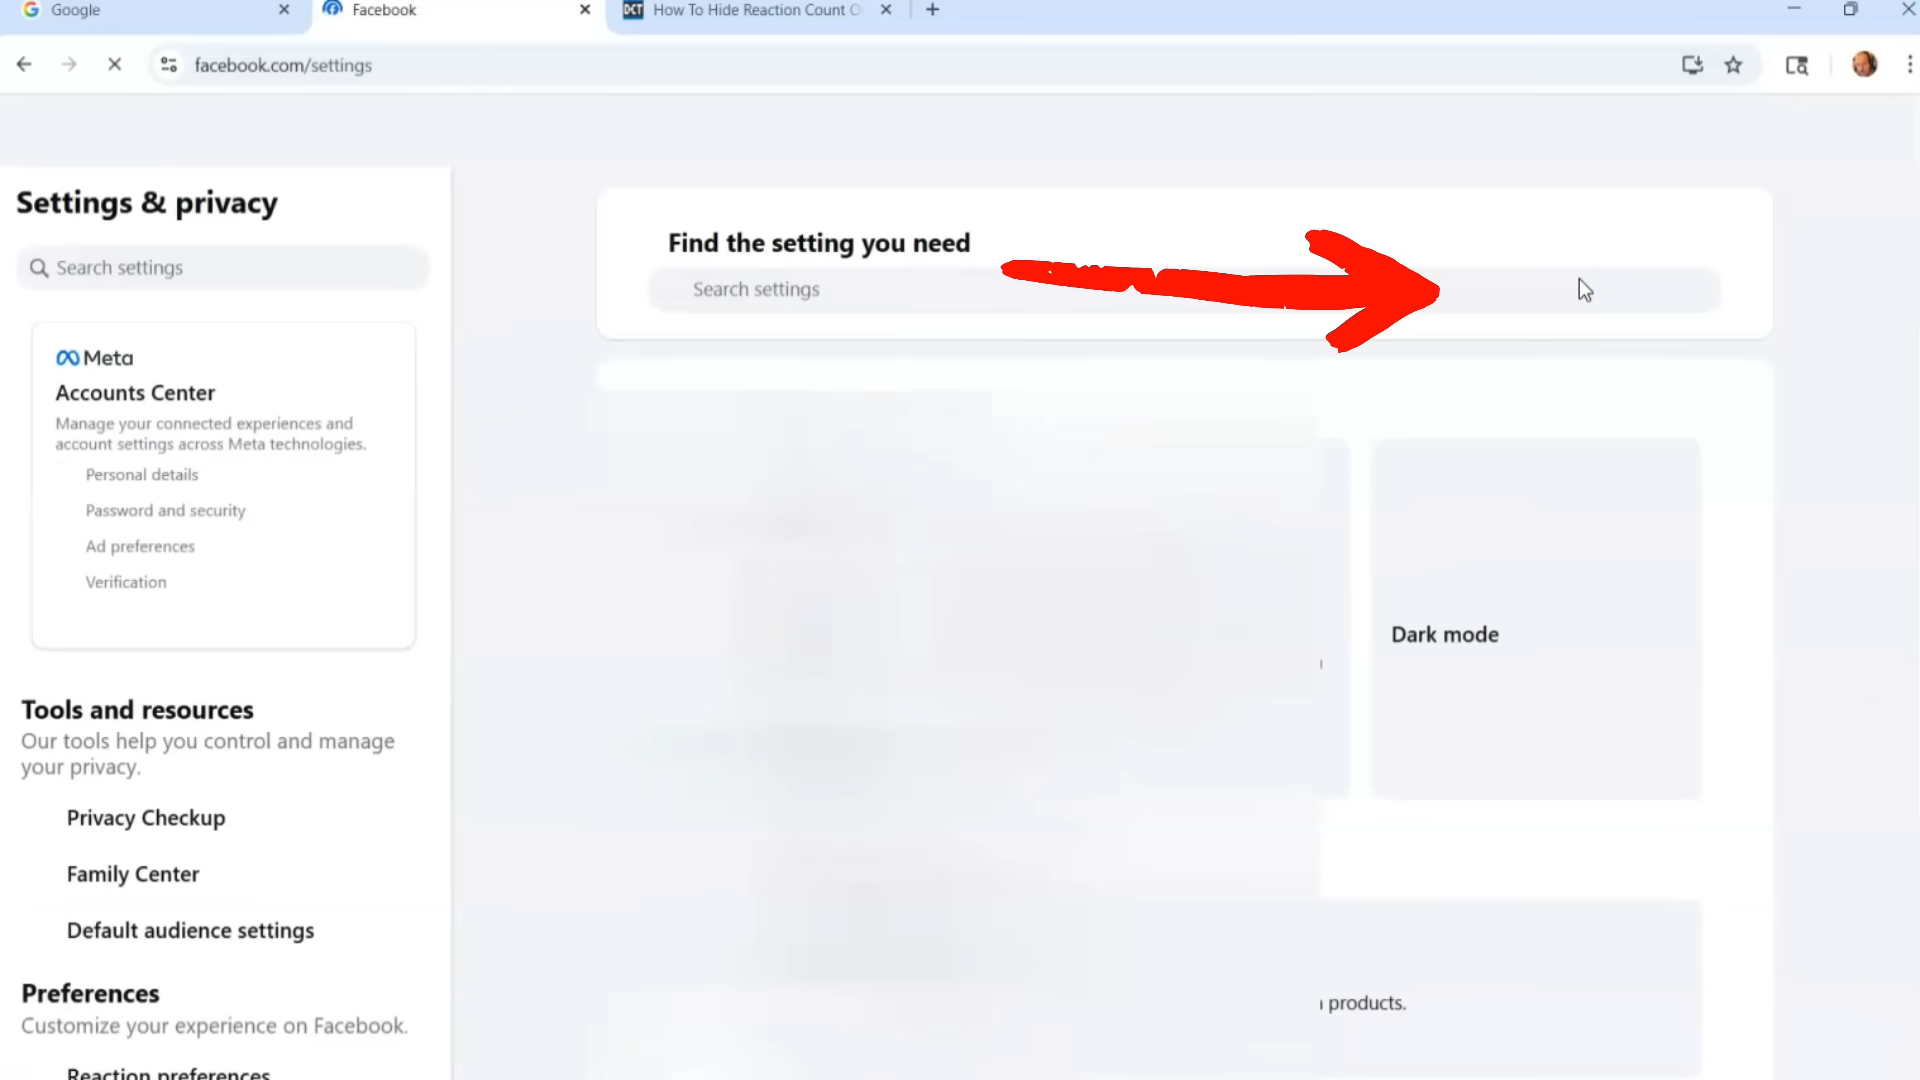 Google
Facebook
How To Hide Reaction Count O
facebook.com/settings
Settings & privacy
Search settings
Meta
Accounts Center
Manage your connected experiences and
account settings across Meta technologies.
Personal details
Password and security
Ad preferences
Verification
Tools and resources
Our tools help you control and manage
your privacy.
Privacy Checkup
Family Center
Default audience settings
Preferences
Customize your experience on Facebook.
Reaction preferences
Find the setting you need
Search settings
Dark mode
products.